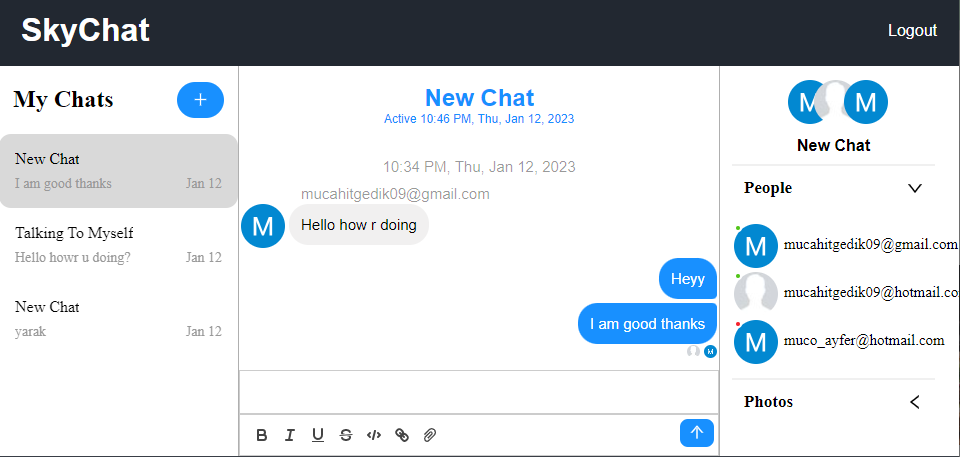 SkyChat
Logout
My Chats
+
New Chat
I am good thanks
Jan 12
Talking To Myself
Hello howr u doing?
Jan 12
New Chat
yarak
Jan 12
New Chat
Active 10:46 PM, Thu, Jan 12, 2023
10:34 PM, Thu, Jan 12, 2023
mucahitgedik09@gmail.com
M
Hello how r doing
Heyy
I am good thanks
M
B I U S </>
M M
New Chat
People
M
mucahitgedik09@gmail.com
mucahitgedik09@hotmail.co
M
muco_ayfer@hotmail.com
Photos